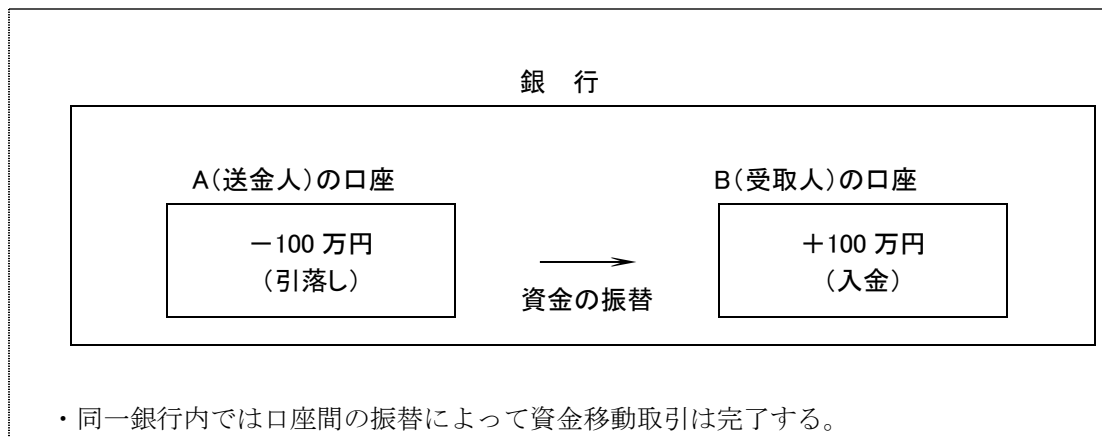 銀 行
A(送金人)の口座
B(受取人)の口座
－100 万円
(引落し)
資金の振替
＋100 万円
(入金)
・同一銀行内では口座間の振替によって資金移動取引は完了する。